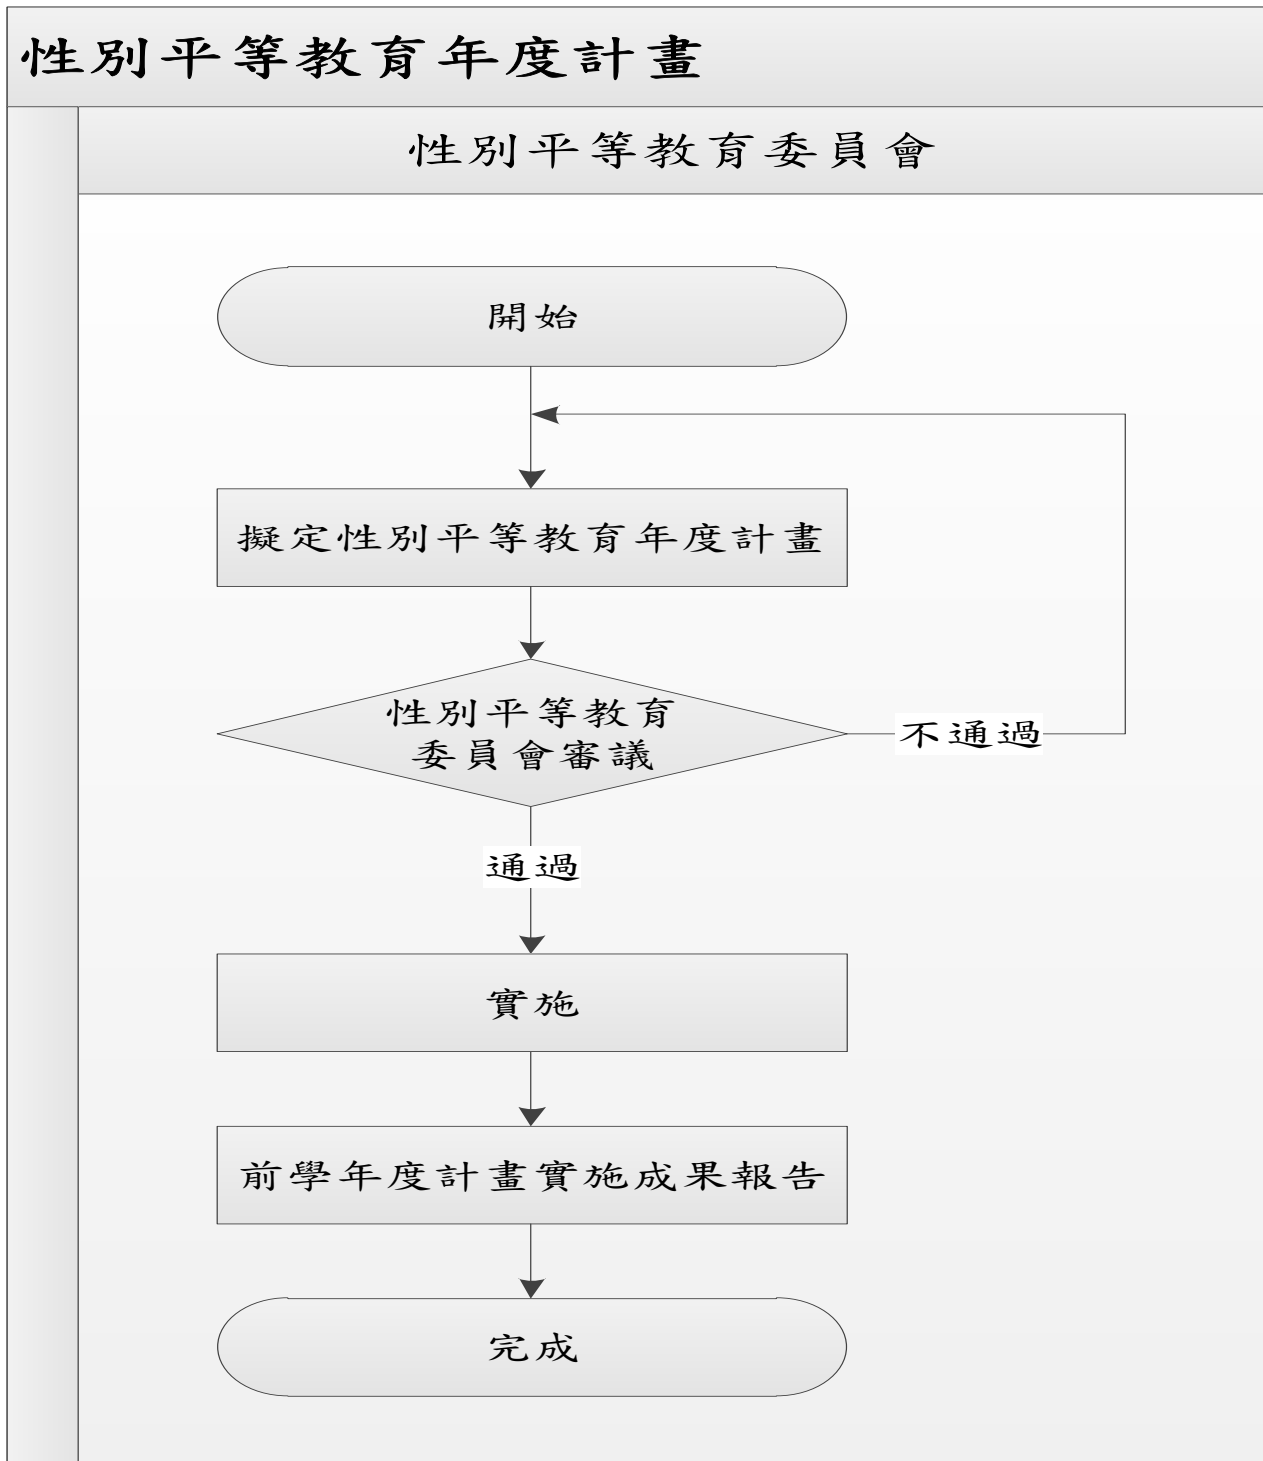 性別平等教育年度計畫
性別平等教育委員會
開始
擬定性別平等教育年度計畫
性別平等教育
委員會審議
不通過
通過
實施
前學年度計畫實施成果報告
完成